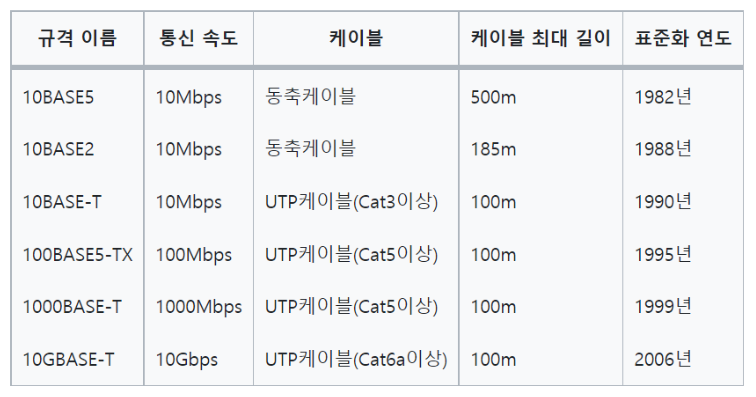 규격 이름 통신 속도 케이블 케이블 최대 길이 표준화 연도
10BASE5 10Mbps 동축케이블 500m 1982년
10BASE2 10Mbps 동축케이블 185m 1988년
10BASE-T 10Mbps UTP케이블(Cat3이상) 100m 1990년
100BASE5-TX 100Mbps UTP케이블(Cat5이상) 100m 1995년
1000BASE-T 1000Mbps UTP케이블(Cat5이상) 100m 1999년
10GBASE-T 10Gbps UTP케이블(Cat6a이상) 100m 2006년